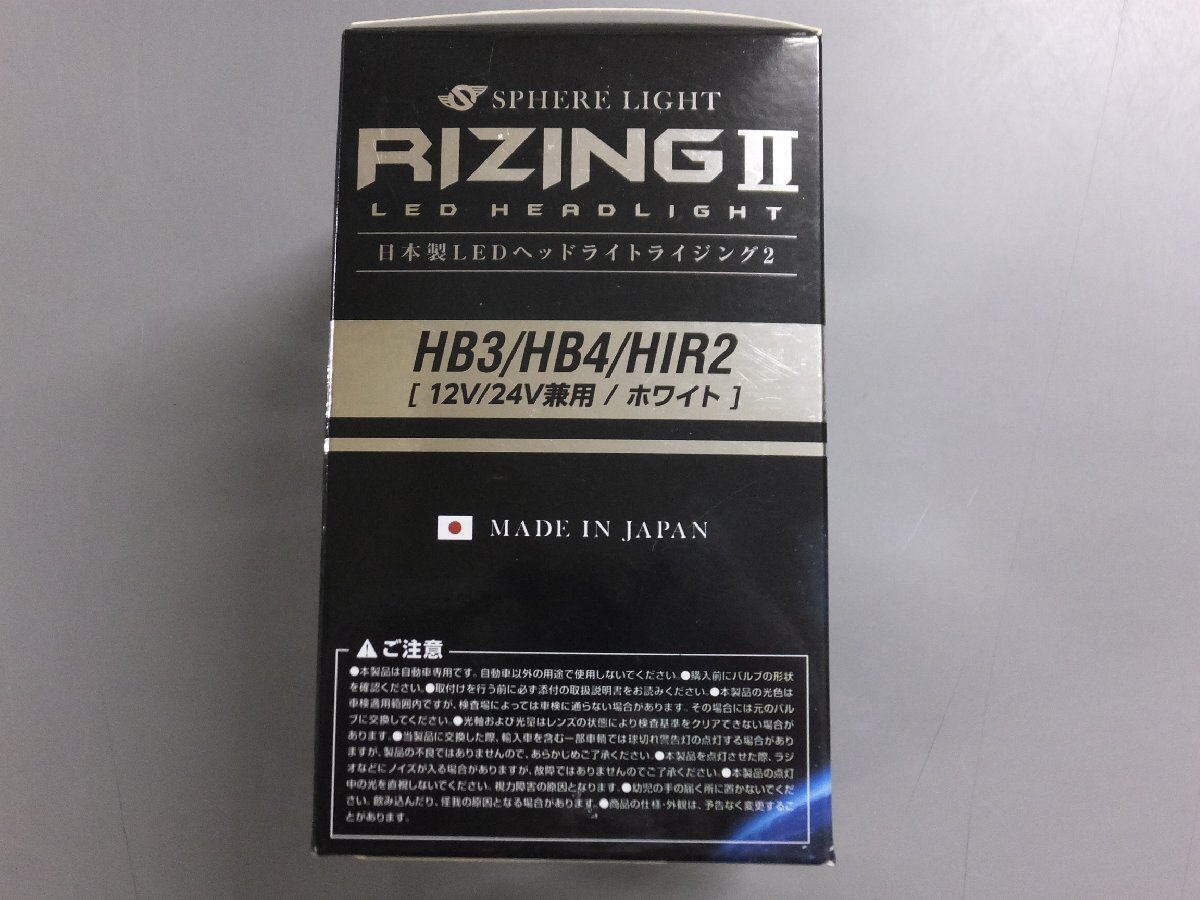 SPHERE LIGHT
RIZING II
LED HEADLIGHT
日本製LEDヘッドライトライジング2
HB3/HB4/HIR2
[ 12V/24V兼用 / ホワイト ]
MADE IN JAPAN
ご注意
●本製品は自動車専用です。自動車以外の用途で使用しないでください。●購入前にバルブの形状
を確認ください。●取付けを行う前に必ず添付の取扱説明書をお読みください。●本製品の光色は
車検適用範囲内ですが、検査場によっては車検に通らない場合があります。その場合には元のバル
ブに交換してください。●光軸および光量はレンズの状態により検査基準をクリアできない場合が
あります。●当製品に交換した際、輸入車を含む一部車輌では球切れ警告灯の点灯する場合があり
ますが、製品の不良ではありませんので、あらかじめご了承ください。●本製品を点灯させた際、ラジ
オなどにノイズが入る場合がありますが、故障ではありませんのでご了承ください。●本製品の点灯
中の光を直視しないでください。視力障害の原因となります。●幼児の手の届く所に置かないでくだ
さい。飲み込んだり、怪我の原因となる場合があります。●商品の仕様・外観は、予告なく変更するこ
とがあります。